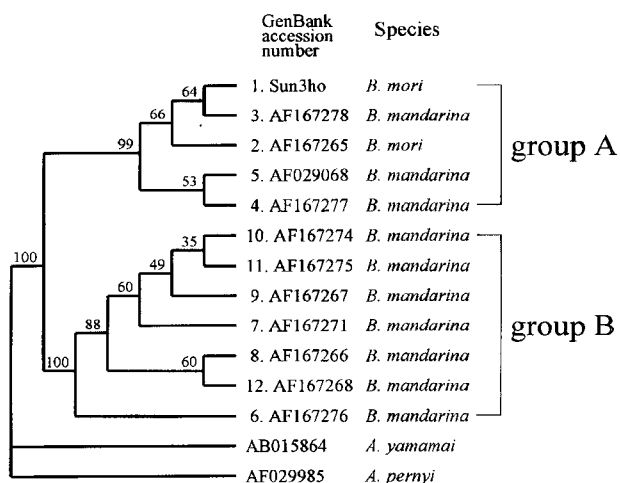 GenBank accession number Species
64 1. Sun3ho B. mori
3. AF167278 B. mandarina
66 2. AF167265 B. mori
99 5. AF029068 B. mandarina
53 4. AF167277 B. mandarina
group A
35 10. AF167274 B. mandarina
11. AF167275 B. mandarina
49 9. AF167267 B. mandarina
60 7. AF167271 B. mandarina
88 8. AF167266 B. mandarina
60 12. AF167268 B. mandarina
100 6. AF167276 B. mandarina
group B
100
AB015864 A. yamamai
AF029985 A. pernyi